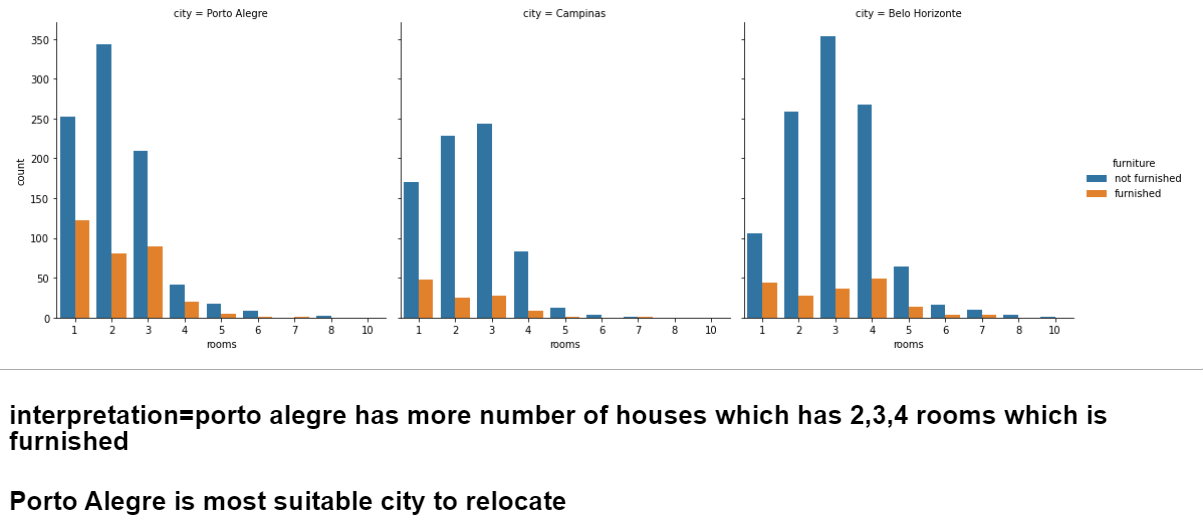 city = Porto Alegre
city = Campinas
city = Belo Horizonte
350
300
250
200
150
100
50
0
count
1 2 3 4 5 6 7 8 10
rooms
1 2 3 4 5 6 7 8 10
rooms
1 2 3 4 5 6 7 8 10
rooms
furniture
not furnished
furnished
interpretation=porto alegre has more number of houses which has 2,3,4 rooms which is
furnished
Porto Alegre is most suitable city to relocate